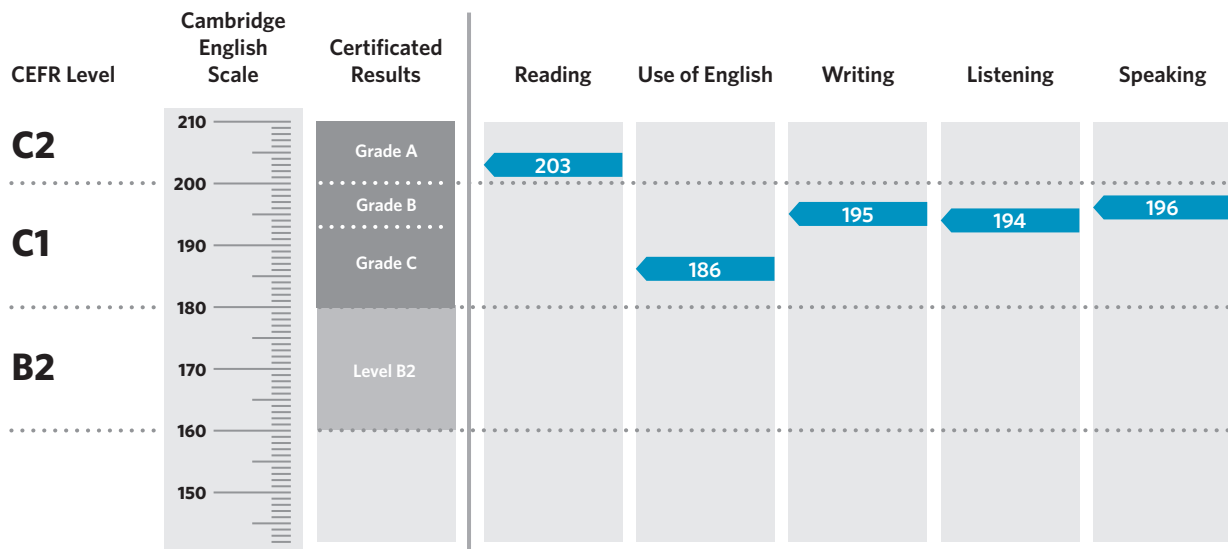 CEFR Level
Cambridge
English
Scale
Certificated
Results
Reading
Use of English
Writing
Listening
Speaking
C2
C1
B2
210
200
190
180
170
160
150
Grade A
Grade B
Grade C
Level B2
203
186
195
194
196